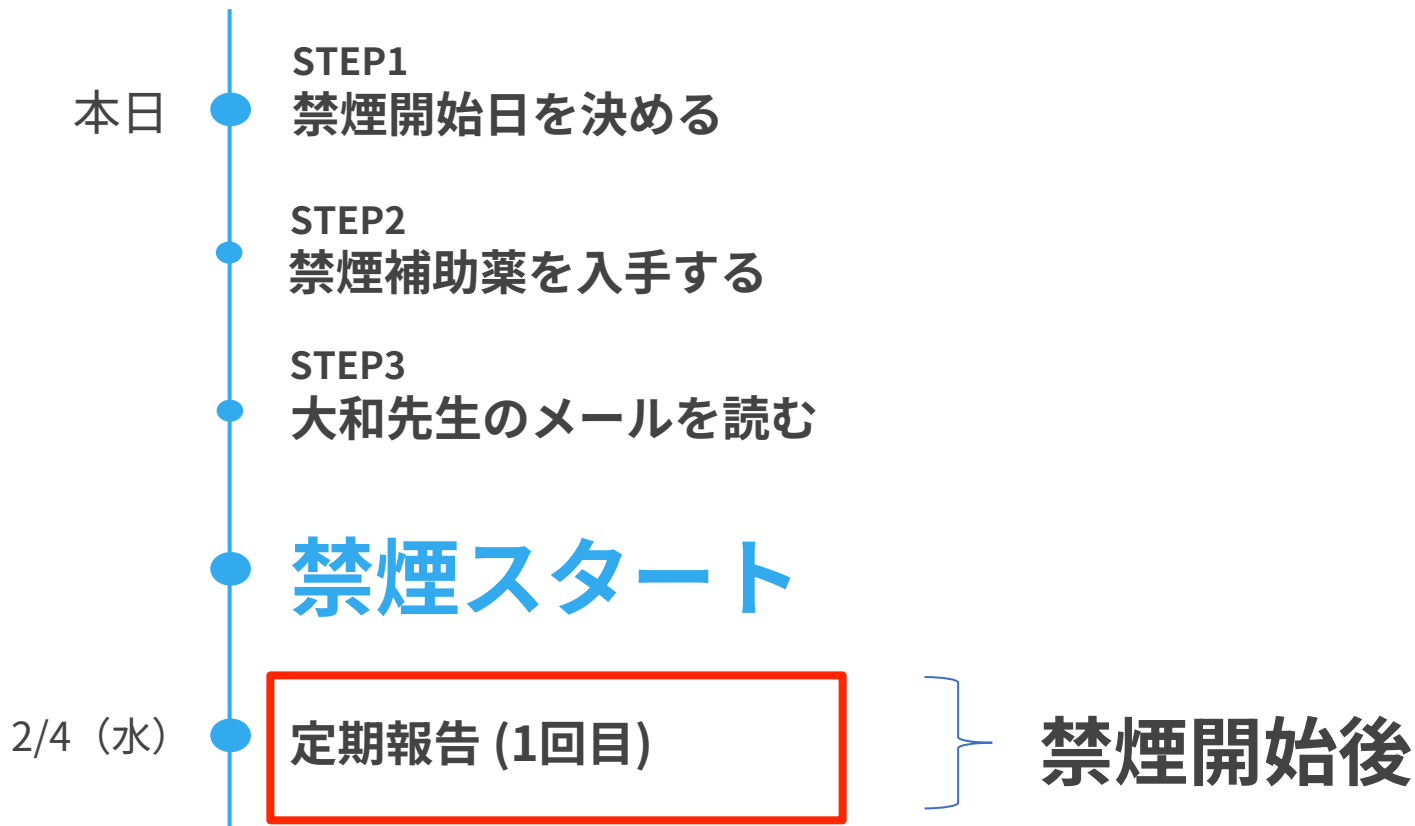 STEP1
本日
禁煙開始日を決める
STEP2
禁煙補助薬を入手する
STEP3
大和先生のメールを読む
禁煙スタート
2/4（水）
定期報告 (1回目)
禁煙開始後